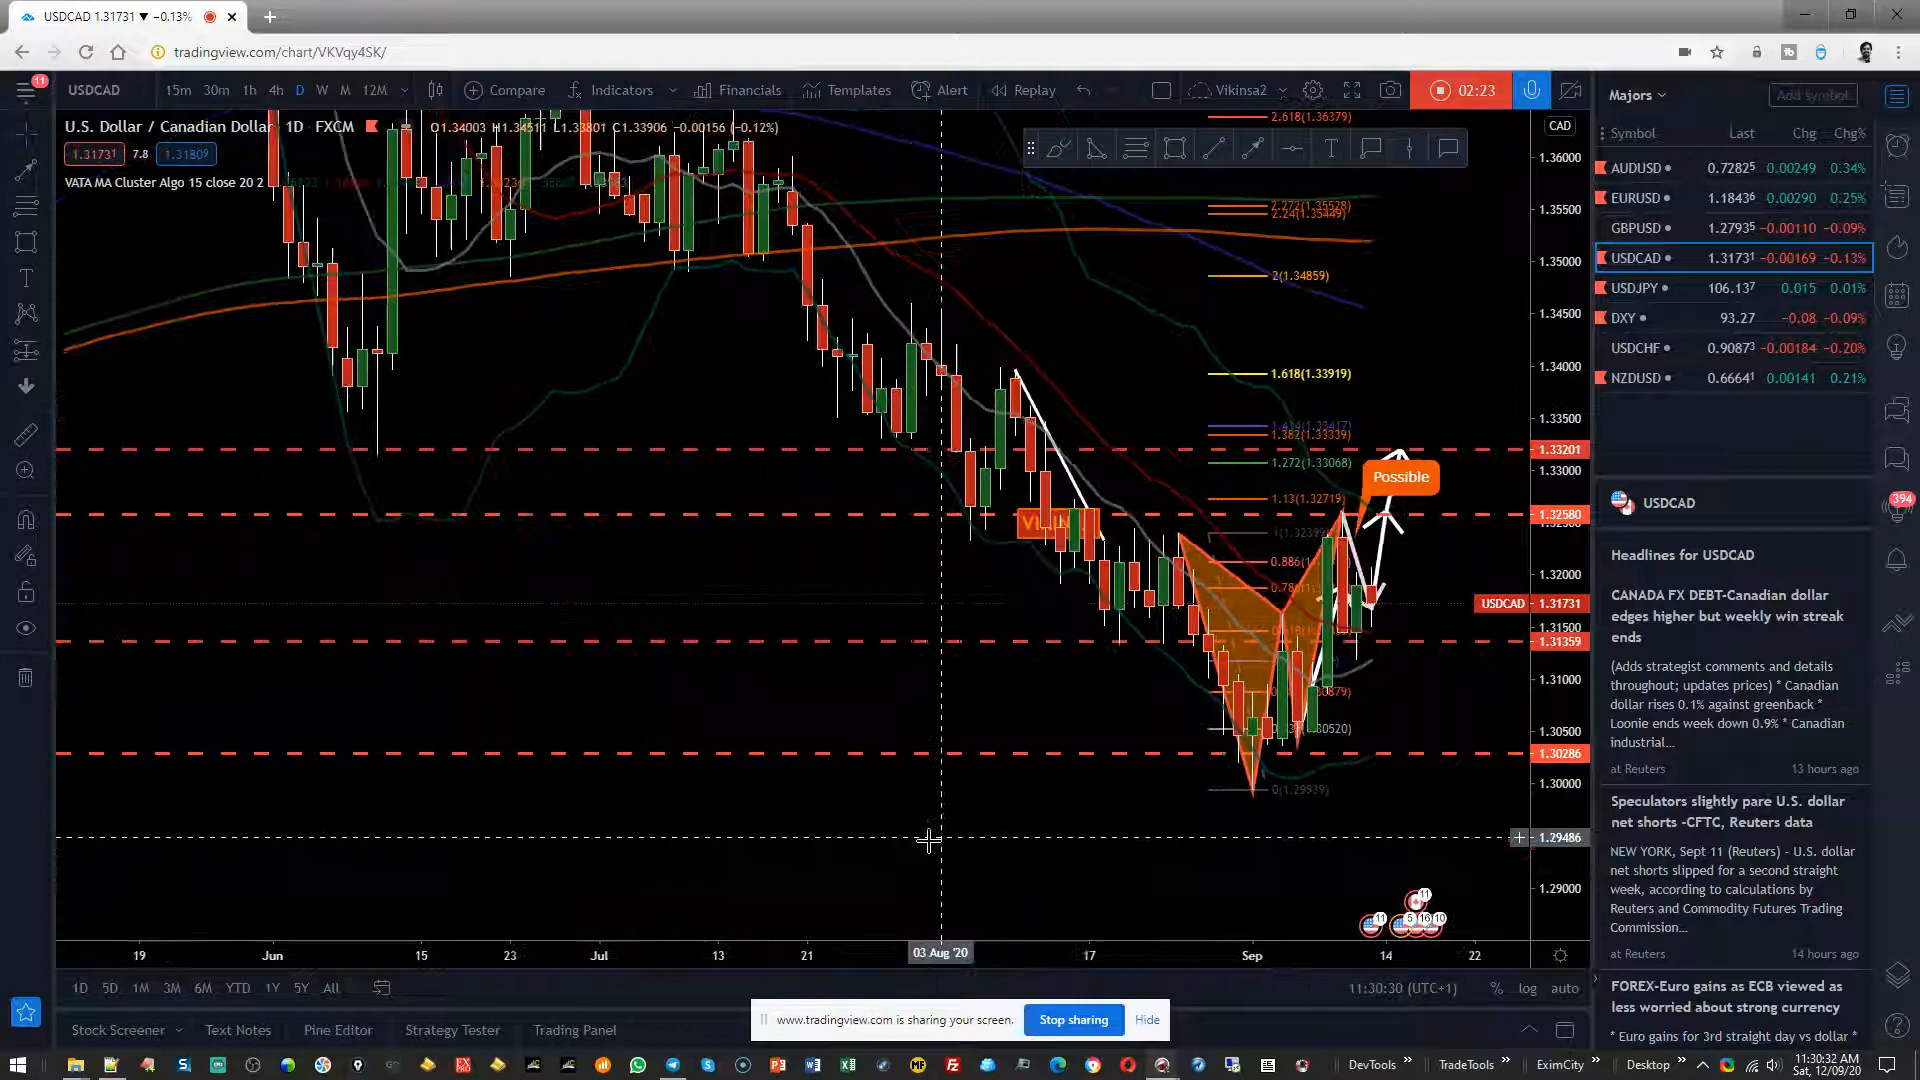 USDCAD 1.31731 ▼ −0.13%
tradingview.com/chart/VKVqy4SK/
11
USDCAD 15m 30m 1h 4h D W M 12M Compare Indicators Financials Templates Alert Replay Vikinsa2 02:23
U.S. Dollar / Canadian Dollar 1D FXCM O1.34003 H1.34511 L1.33801 C1.33906 −0.00156 (−0.12%)
1.31731 7.8 1.31809
VATA MA Cluster Algo 15 close 20 2
2.618(1.36379)
2.272(1.35528)
2.24(1.35449)
2(1.34859)
1.618(1.33919)
1.414(1.33417)
1.382(1.33339)
1.272(1.33068)
1.13(1.32719)
1(1.32399)
0.886(
Possible
0(1.29939)
CAD
1.36000
1.35500
1.35000
1.34500
1.34000
1.33500
1.33201
1.33000
1.32580
1.32000
USDCAD 1.31731
1.31500
1.31359
1.31000
1.30500
1.30286
1.30000
1.29486
1.29000
11
11 5 16 10
19 Jun 15 23 Jul 13 21 03 Aug '20 17 Sep 14 22
1D 5D 1M 3M 6M YTD 1Y 5Y All
11:30:30 (UTC+1) % log auto
Stock Screener Text Notes Pine Editor Strategy Tester Trading Panel
www.tradingview.com is sharing your screen. Stop sharing Hide
Majors Add symbol
Symbol Last Chg Chg%
AUDUSD 0.72825 0.00249 0.34%
EURUSD 1.18436 0.00290 0.25%
GBPUSD 1.27935 −0.00110 −0.09%
USDCAD 1.31731 −0.00169 −0.13%
USDJPY 106.137 0.015 0.01%
DXY 93.27 −0.08 −0.09%
USDCHF 0.90873 −0.00184 −0.20%
NZDUSD 0.66641 0.00141 0.21%
394
USDCAD
Headlines for USDCAD
CANADA FX DEBT-Canadian dollar
edges higher but weekly win streak
ends
(Adds strategist comments and details
throughout; updates prices) * Canadian
dollar rises 0.1% against greenback *
Loonie ends week down 0.9% * Canadian
industrial...
at Reuters 13 hours ago
Speculators slightly pare U.S. dollar
net shorts -CFTC, Reuters data
NEW YORK, Sept 11 (Reuters) - U.S. dollar
net shorts slipped for a second straight
week, according to calculations by
Reuters and Commodity Futures Trading
Commission...
at Reuters 14 hours ago
FOREX-Euro gains as ECB viewed as
less worried about strong currency
* Euro gains for 3rd straight day vs dollar *
DevTools TradeTools EximCity Desktop
11:30:32 AM
Sat, 12/09/20